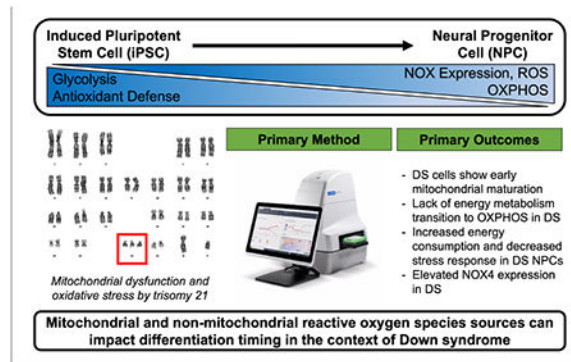 Induced Pluripotent
Stem Cell (iPSC)
Neural Progenitor
Cell (NPC)
Glycolysis
Antioxidant Defense
NOX Expression, ROS
OXPHOS
Primary Method
Primary Outcomes
- DS cells show early
mitochondrial maturation
- Lack of energy metabolism
transition to OXPHOS in DS
- Increased energy
consumption and decreased
stress response in DS NPCs
- Elevated NOX4 expression
in DS
Mitochondrial dysfunction and
oxidative stress by trisomy 21
Mitochondrial and non-mitochondrial reactive oxygen species sources can
impact differentiation timing in the context of Down syndrome